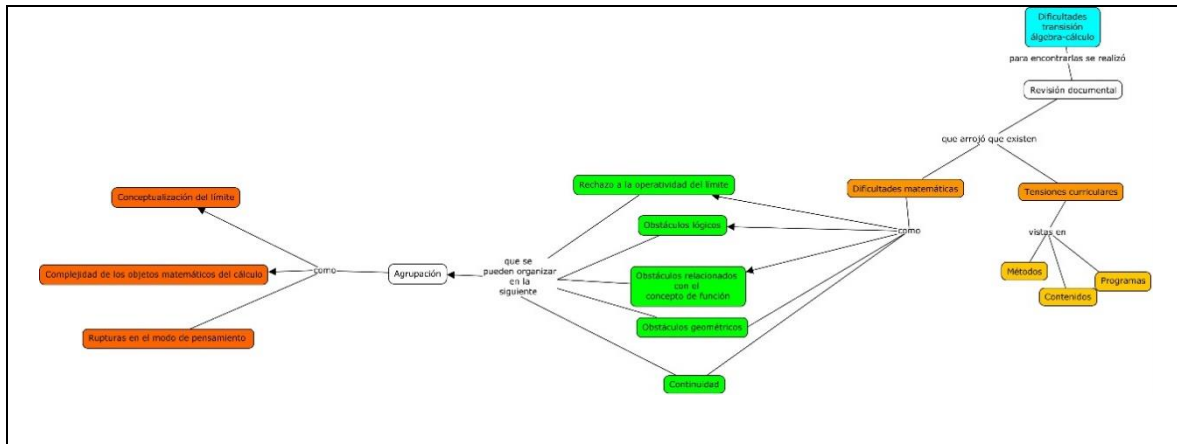 Dificultades
transisión
álgebra-cálculo
para encontrarlas se realizó
Revisión documental
que arrojó que existen
Dificultades matemáticas
Tensiones curriculares
vistas en
Métodos
Contenidos
Programas
como
Rechazo a la operatividad del límite
Obstáculos lógicos
Obstáculos relacionados
con el
concepto de función
Obstáculos geométricos
Continuidad
que se
pueden organizar
en la
siguiente
Agrupación
como
Conceptualización del límite
Complejidad de los objetos matemáticos del cálculo
Rupturas en el modo de pensamiento